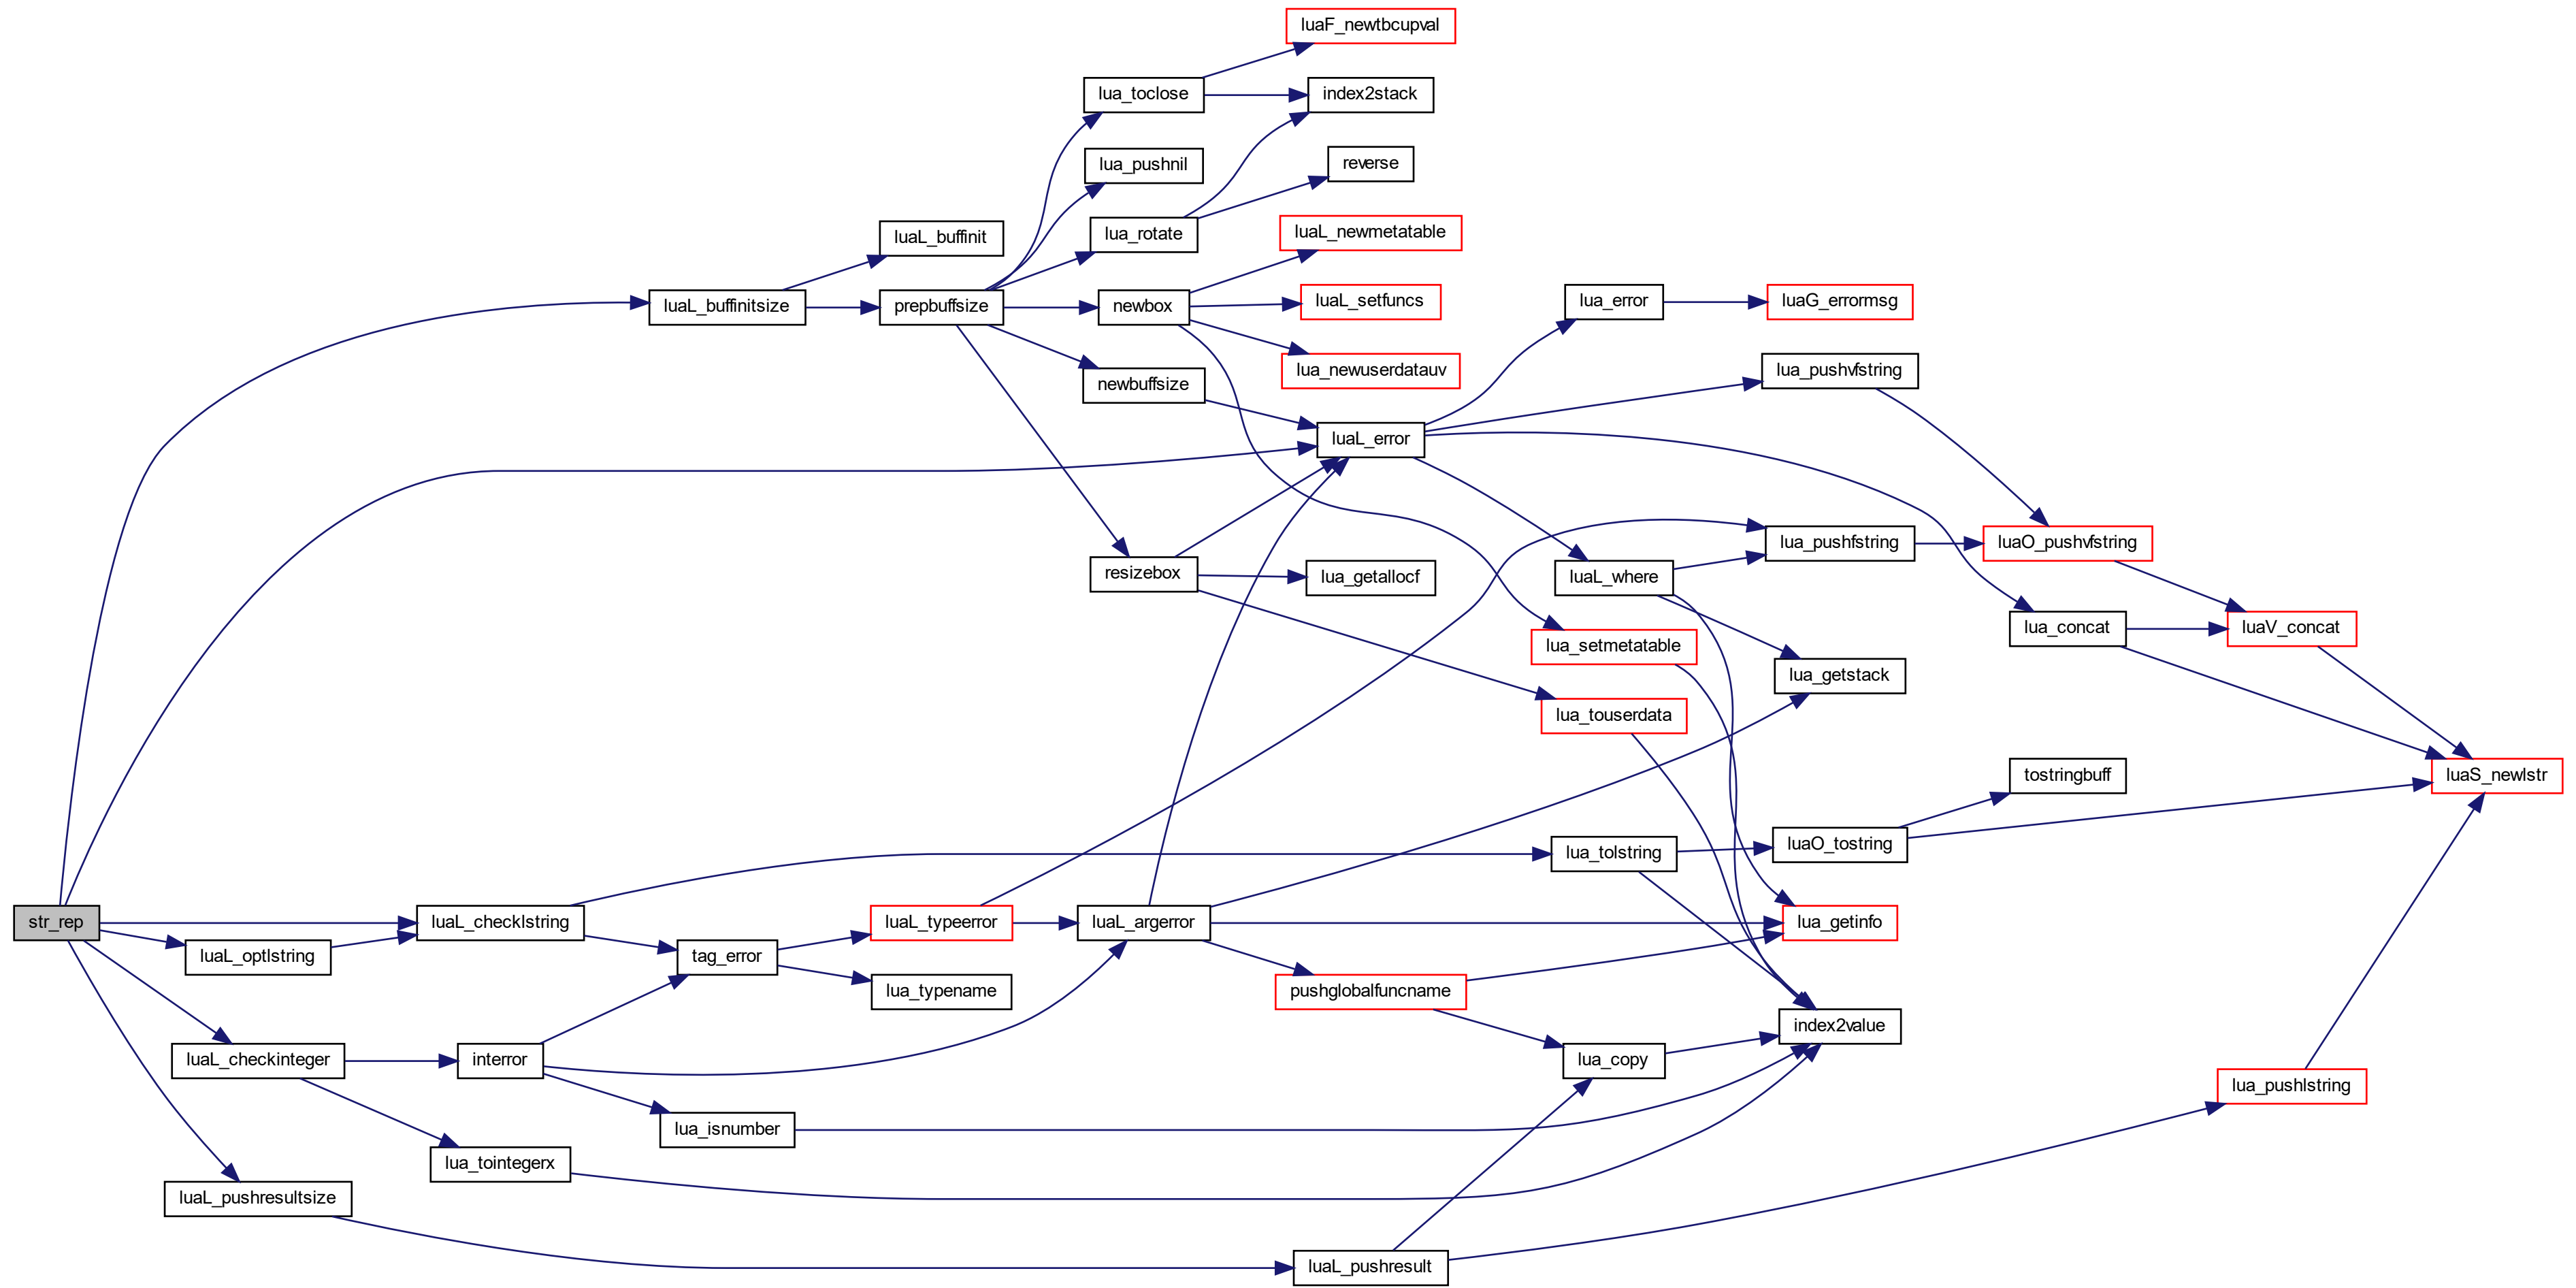 luaF_newtbcupval
lua_toclose
index2stack
lua_pushnil
reverse
luaL_buffinit
lua_rotate
luaL_newmetatable
luaL_buffinitsize
prepbuffsize
newbox
luaL_setfuncs
lua_error
luaG_errormsg
newbuffsize
lua_newuserdatauv
lua_pushvfstring
luaL_error
lua_pushfstring
luaO_pushvfstring
resizebox
lua_getallocf
luaL_where
lua_concat
luaV_concat
lua_setmetatable
lua_getstack
lua_touserdata
tostringbuff
luaS_newlstr
lua_tolstring
luaO_tostring
str_rep
luaL_checklstring
luaL_typeerror
luaL_argerror
lua_getinfo
luaL_optlstring
tag_error
lua_typename
pushglobalfuncname
index2value
luaL_checkinteger
interror
lua_copy
lua_pushlstring
lua_isnumber
lua_tointegerx
luaL_pushresultsize
luaL_pushresult